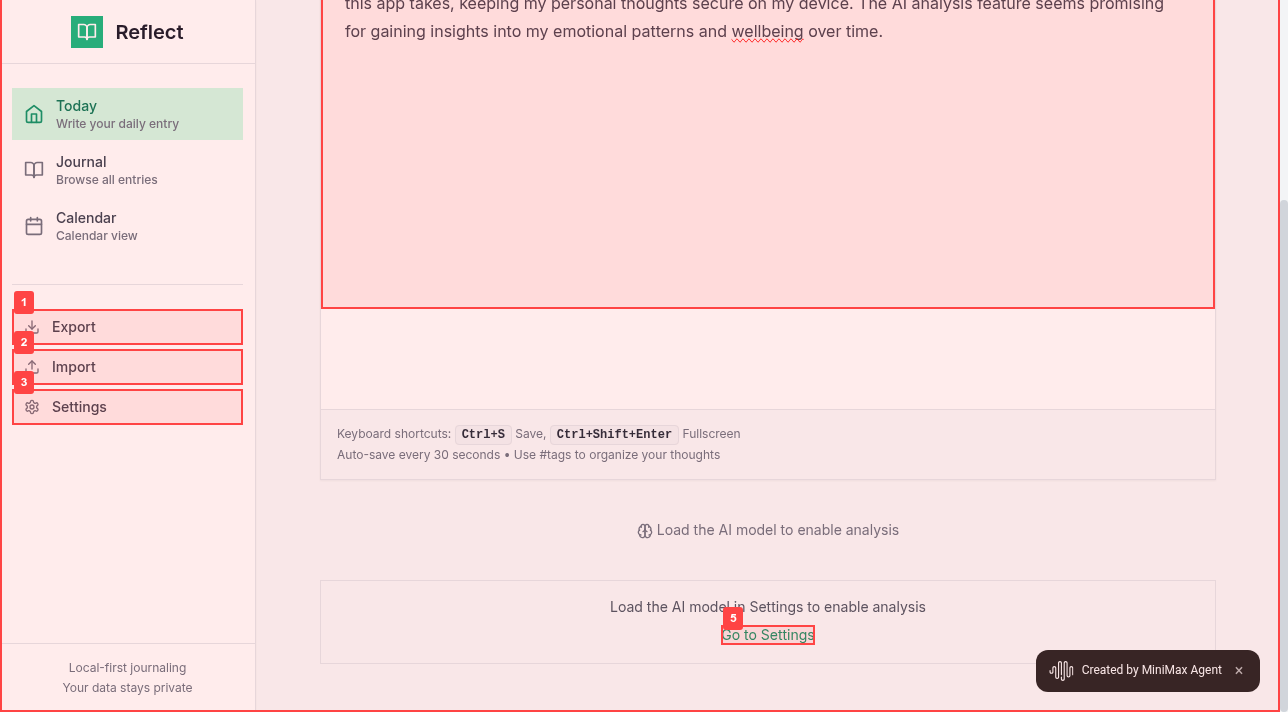 Reflect
Today
Write your daily entry
Journal
Browse all entries
Calendar
Calendar view
1
Export
2
Import
3
Settings
Local-first journaling
Your data stays private
this app takes, keeping my personal thoughts secure on my device. The AI analysis feature seems promising
for gaining insights into my emotional patterns and wellbeing over time.
Keyboard shortcuts: Ctrl+S Save, Ctrl+Shift+Enter Fullscreen
Auto-save every 30 seconds • Use #tags to organize your thoughts
Load the AI model to enable analysis
Load the AI model in Settings to enable analysis
5
Go to Settings
Created by MiniMax Agent ×